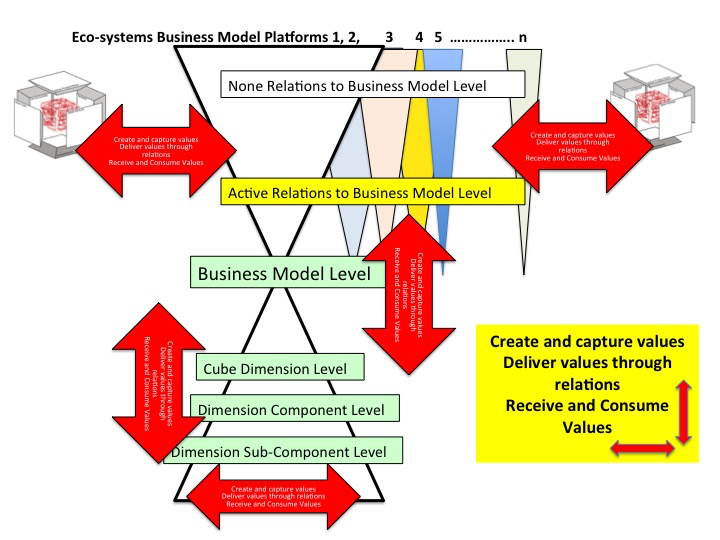 Eco-systems Business Model Platforms 1, 2, 3 4 5 …………….. n
None Relations to Business Model Level
Create and capture values
Deliver values through
relations
Receive and Consume Values
Create and capture values
Deliver values through
relations
Receive and Consume Values
Active Relations to Business Model Level
Business Model Level
Create and capture values
Deliver values through
relations
Receive and Consume Values
Create and capture values
Deliver values through
relations
Receive and Consume Values
Cube Dimension Level
Dimension Component Level
Dimension Sub-Component Level
Create and capture values
Deliver values through relations
Receive and Consume Values
Create and capture values
Deliver values through
relations
Receive and Consume
Values